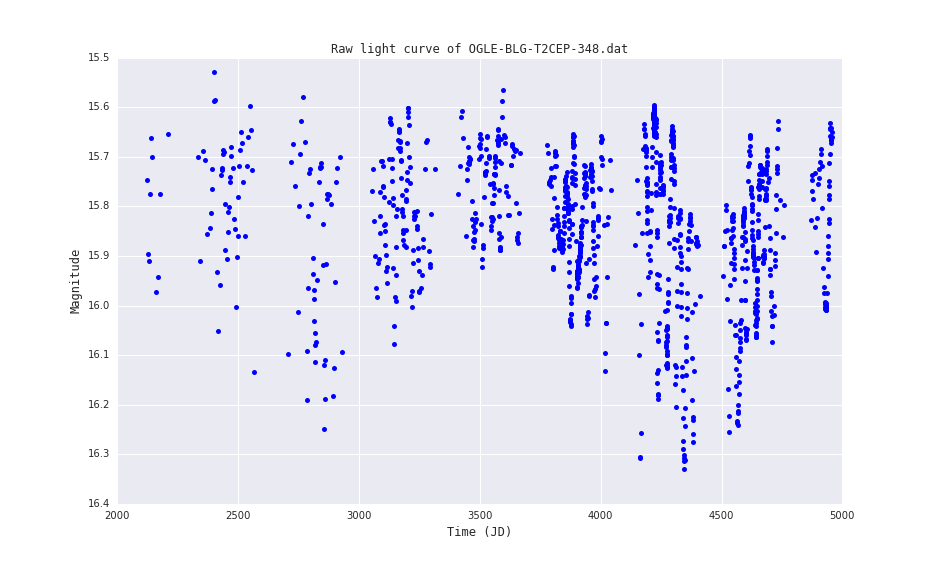 Raw light curve of OGLE-BLG-T2CEP-348.dat
15.5
15.6
15.7
15.8
15.9
16.0
16.1
16.2
16.3
16.4
Magnitude
2000 2500 3000 3500 4000 4500 5000
Time (JD)